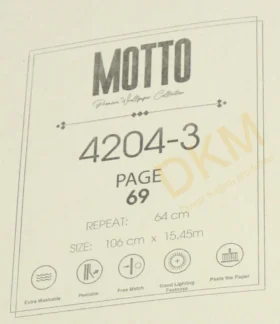 MOTTO
Premium Wallpaper Collection
4204-3
PAGE
69
REPEAT: 64 cm
SIZE: 106 cm x 15.45m
Extra Washable
Peelable
Free Match
Good Lighting Fastness
Paste the Paper
DKM